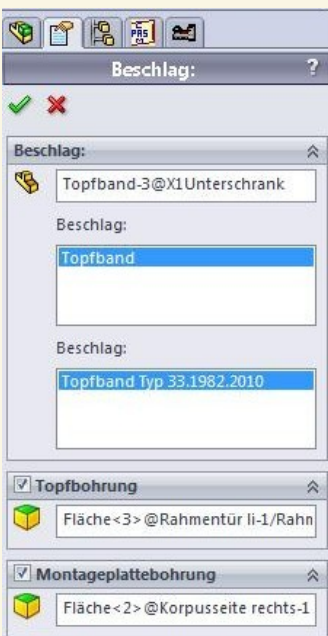 Beschlag: ?
Beschlag:
Topfband-3@X1Unterschrank
Beschlag:
Topfband
Beschlag:
Topfband Typ 33.1982.2010
Topfbohrung
Fläche<3>@Rahmentür li-1/Rahn
Montageplattebohrung
Fläche<2>@Korpusseite rechts-1